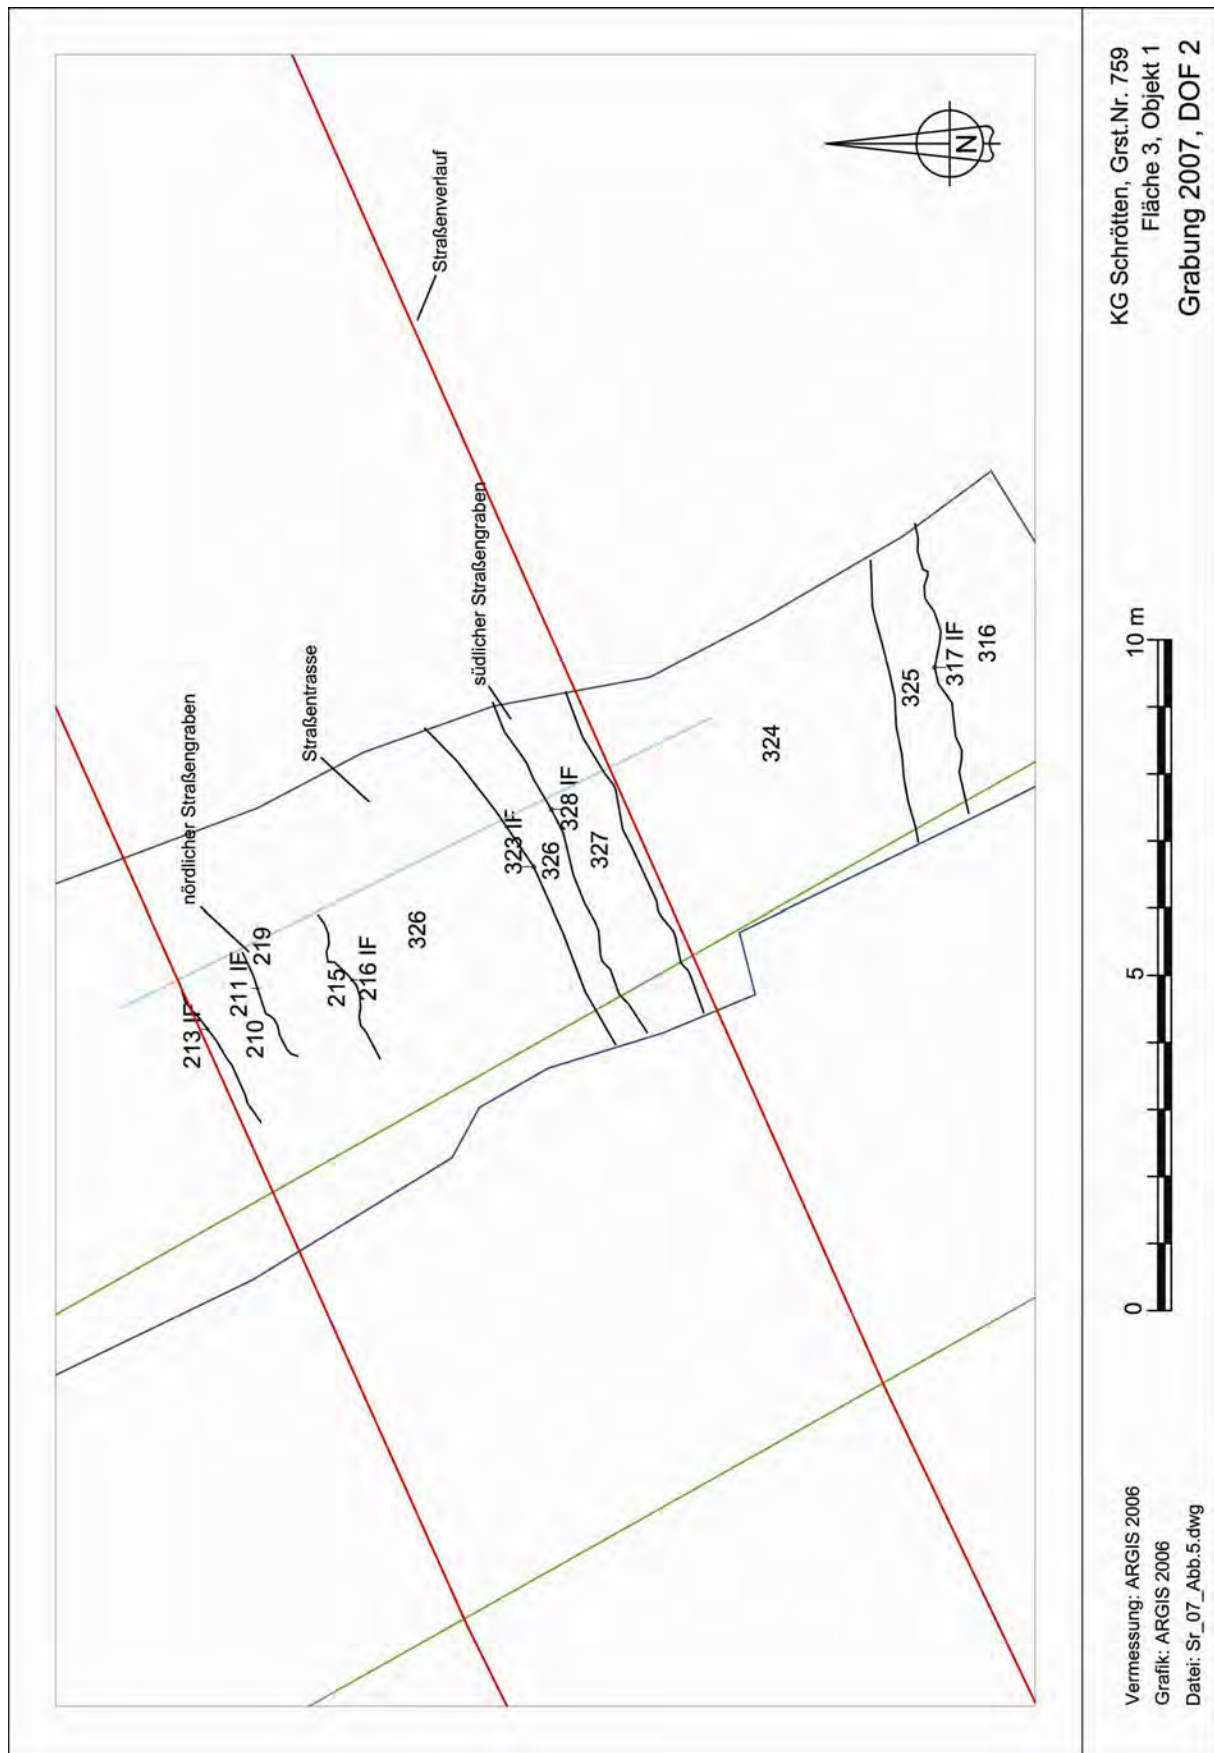 Straßenverlauf
südlicher Straßengraben
Straßentrasse
nördlicher Straßengraben
213 IF
211 IF
210
219
215
216 IF
326
323 IF
326
328 IF
327
324
325
317 IF
316
N
Vermessung: ARGIS 2006
Grafik: ARGIS 2006
Datei: Sr_07_Abb.5.dwg
0
5
10 m
KG Schrötten, Grst.Nr. 759
Fläche 3, Objekt 1
Grabung 2007, DOF 2